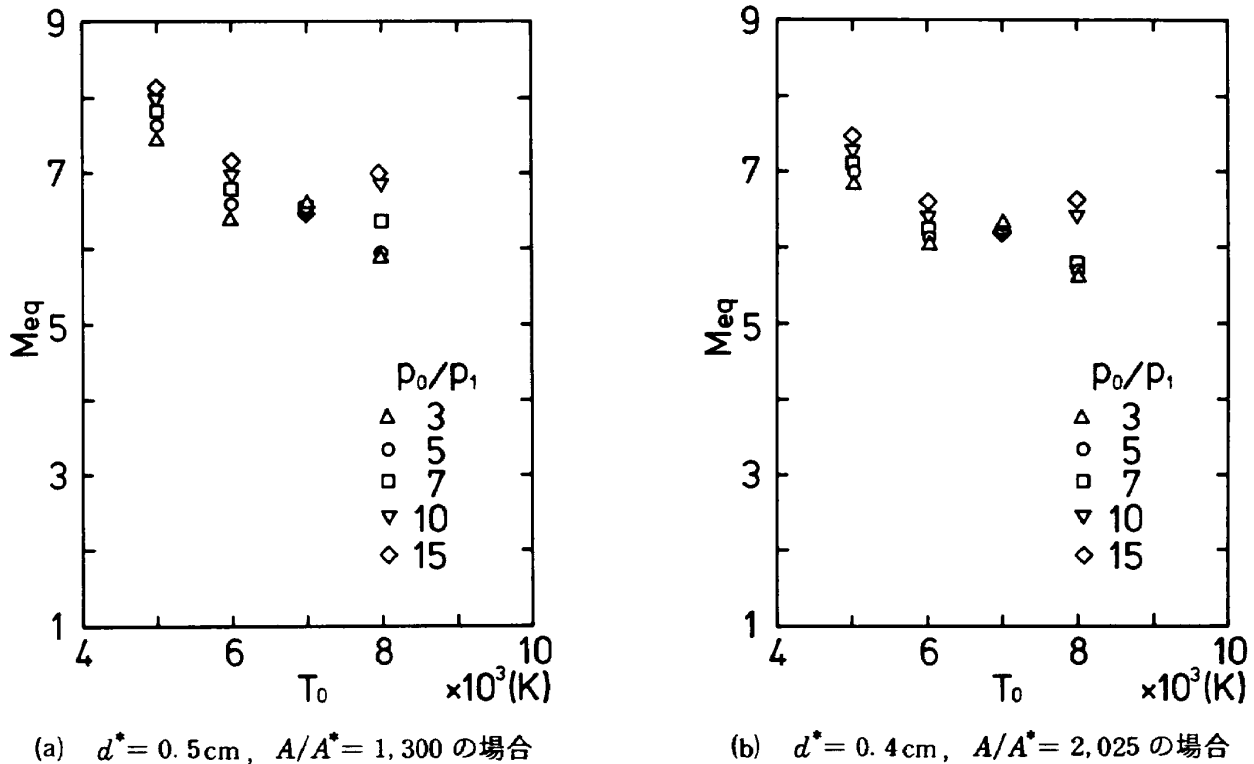 9
7
5
3
1
Meq
p₀/p₁
△ 3
○ 5
□ 7
▽ 10
◇ 15
4 6 8 10
T₀ ×10³(K)
(a) d* = 0.5cm, A/A* = 1,300 の場合
9
7
5
3
1
Meq
p₀/p₁
△ 3
○ 5
□ 7
▽ 10
◇ 15
4 6 8 10
T₀ ×10³(K)
(b) d* = 0.4cm, A/A* = 2,025 の場合